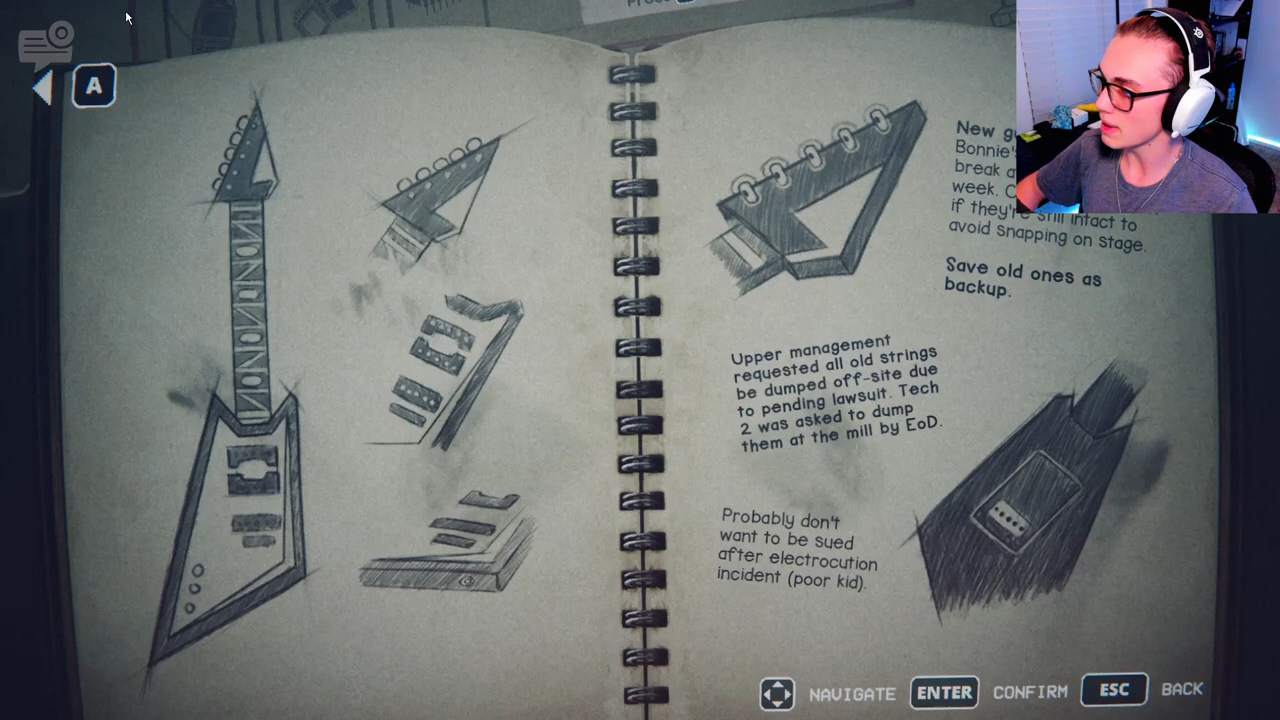 Press
A
New
Bonnie's
break
week.
if they're still intact to
avoid snapping on stage.
Save old ones as
backup.
Upper management
requested all old strings
be dumped off-site due
to pending lawsuit. Tech
2 was asked to dump
them at the mill by EoD.
Probably don't
want to be sued
after electrocution
incident (poor kid).
NAVIGATE ENTER CONFIRM ESC BACK